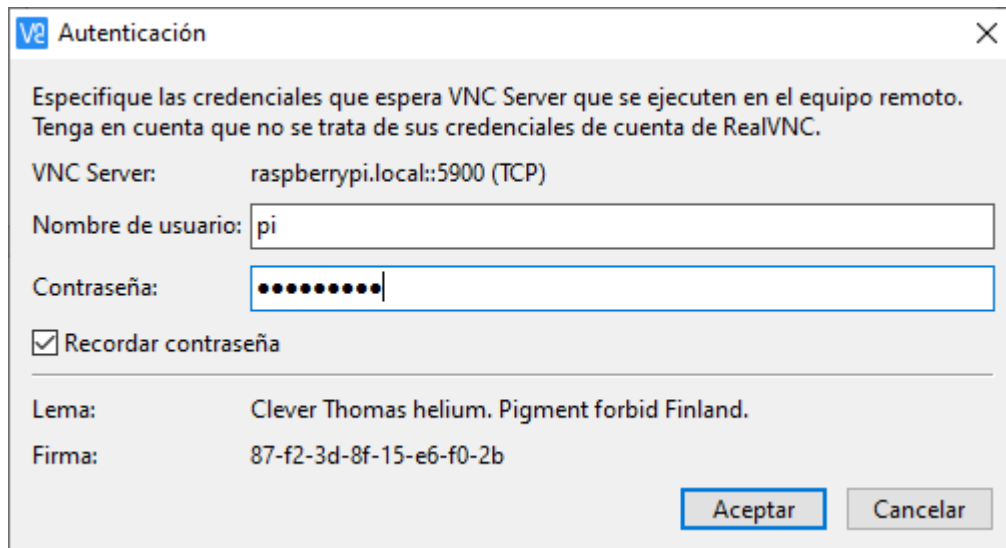 Autenticación
Especifique las credenciales que espera VNC Server que se ejecuten en el equipo remoto.
Tenga en cuenta que no se trata de sus credenciales de cuenta de RealVNC.
VNC Server: raspberrypi.local::5900 (TCP)
Nombre de usuario: pi
Contraseña: •••••••••
Recordar contraseña
Lema: Clever Thomas helium. Pigment forbid Finland.
Firma: 87-f2-3d-8f-15-e6-f0-2b
Aceptar Cancelar